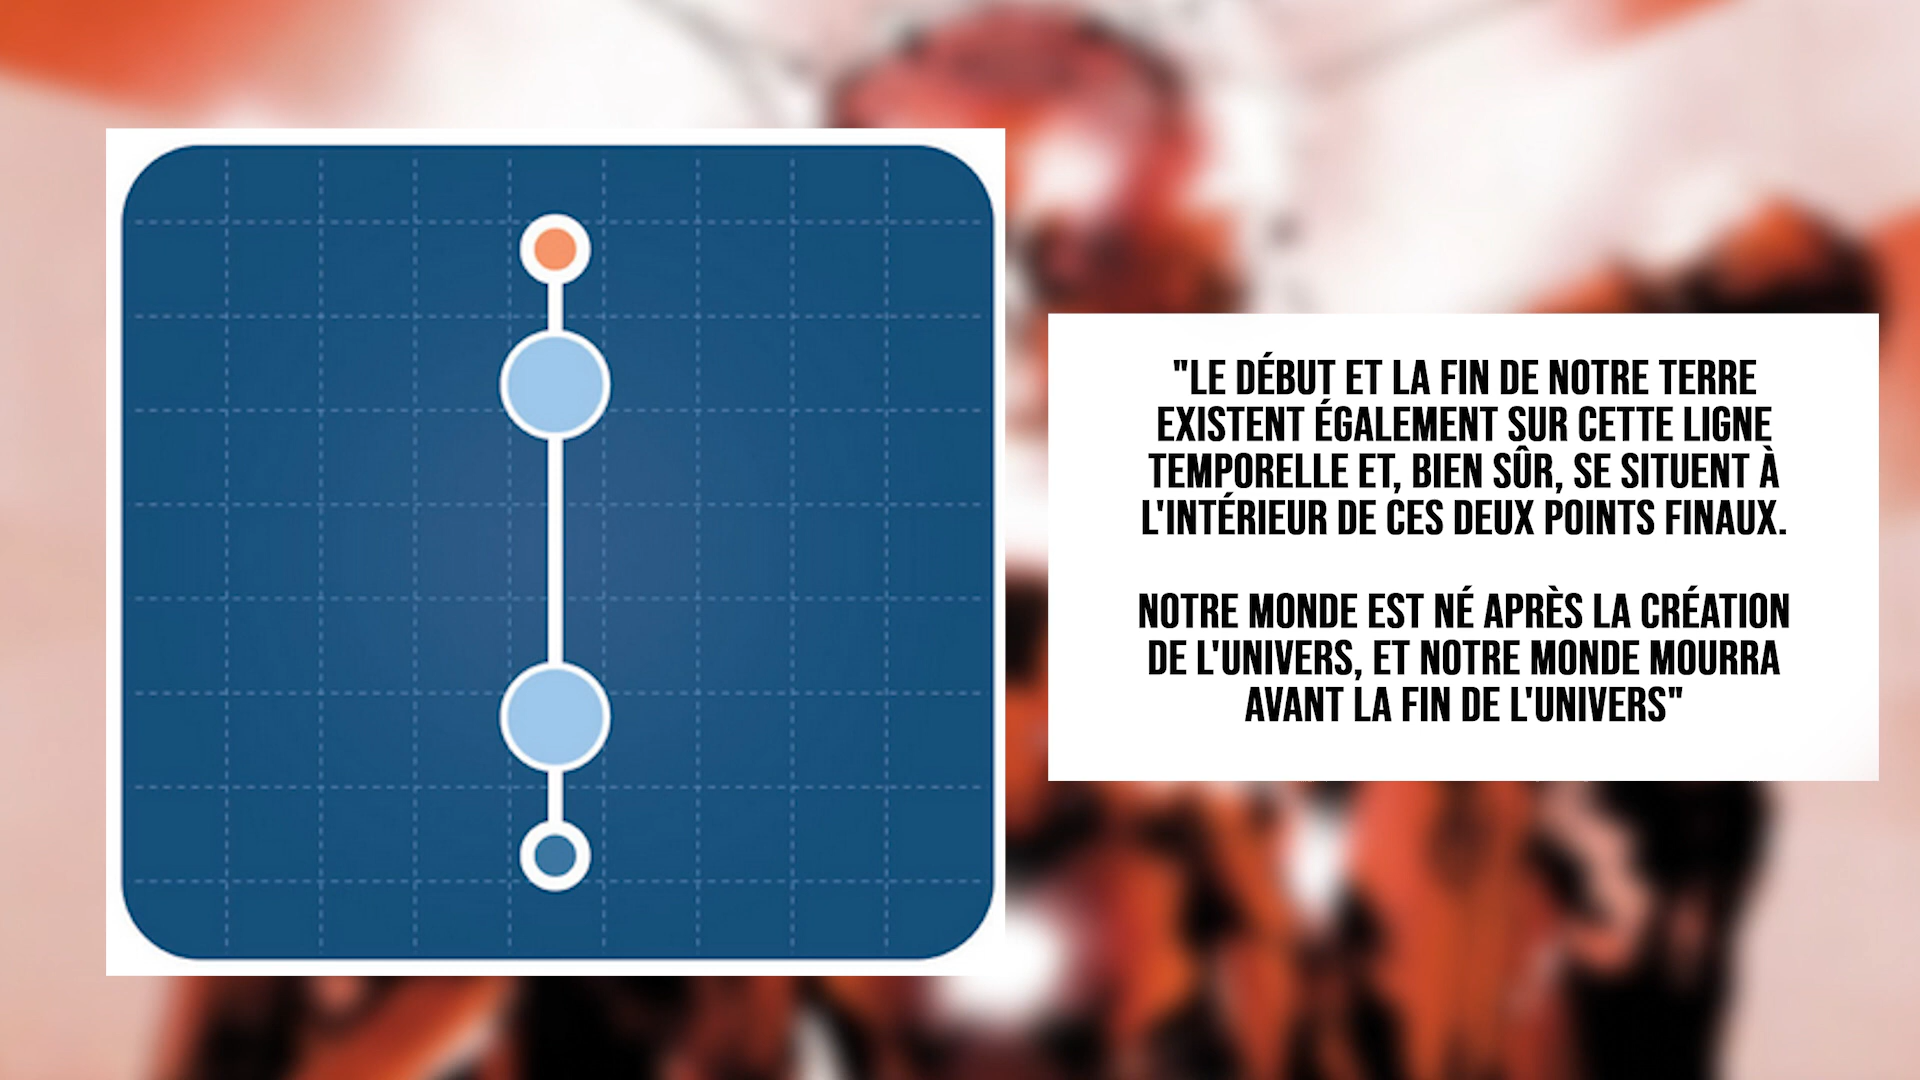 "LE DÉBUT ET LA FIN DE NOTRE TERRE
EXISTENT ÉGALEMENT SUR CETTE LIGNE
TEMPORELLE ET, BIEN SÛR, SE SITUENT À
L'INTÉRIEUR DE CES DEUX POINTS FINAUX.
NOTRE MONDE EST NÉ APRÈS LA CRÉATION
DE L'UNIVERS, ET NOTRE MONDE MOURRA
AVANT LA FIN DE L'UNIVERS"